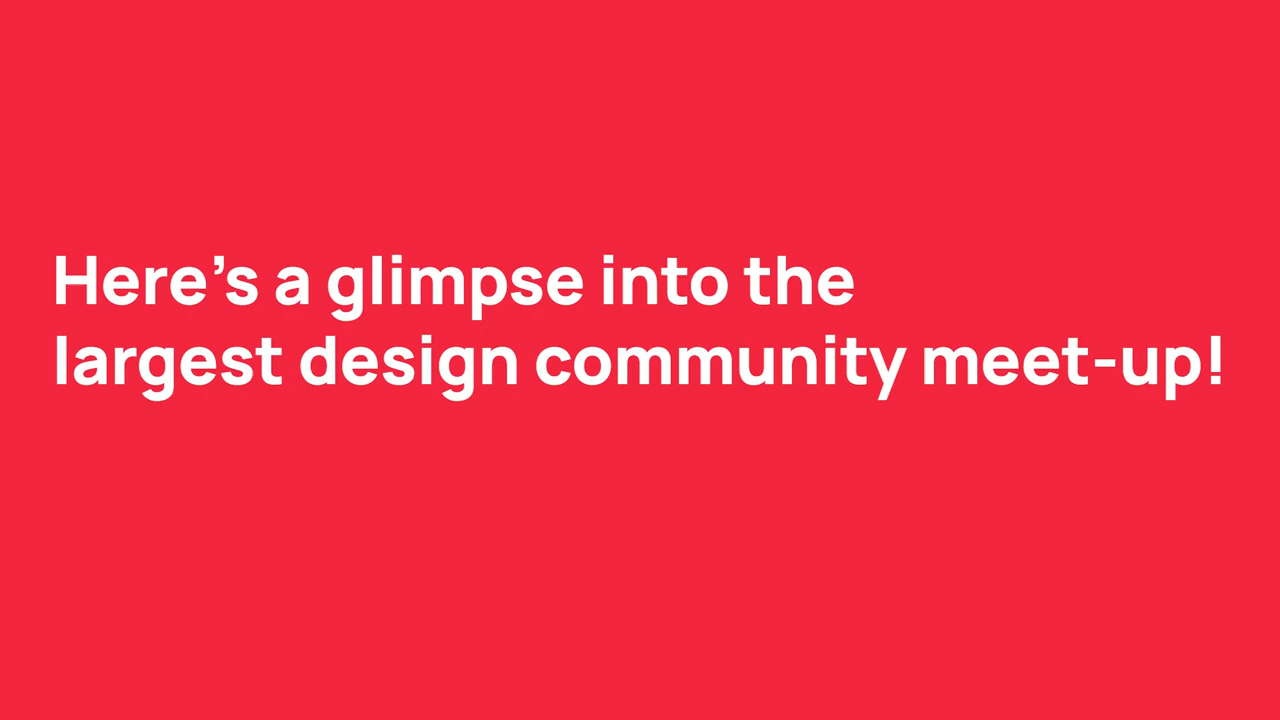 Here’s a glimpse into the
largest design community meet-up!